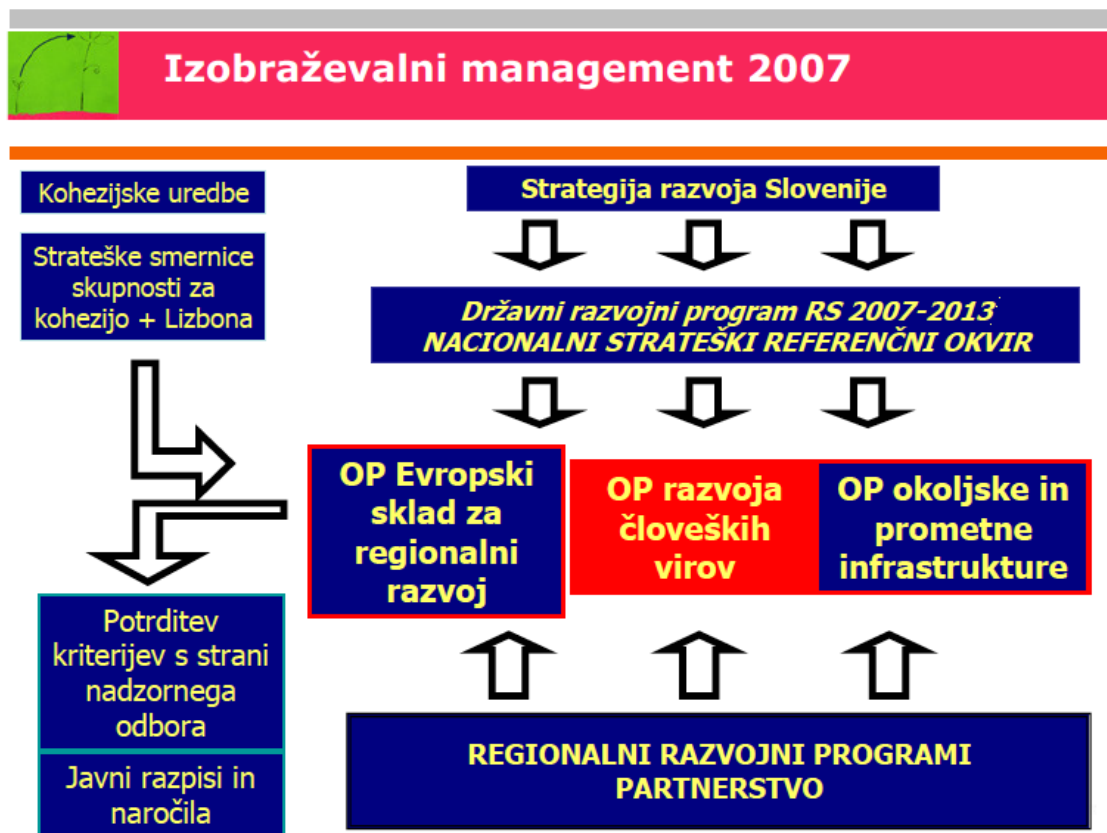 Izobraževalni management 2007
Kohezijske uredbe
Strateške smernice
skupnosti za
kohezijo + Lizbona
Strategija razvoja Slovenije
Državni razvojni program RS 2007-2013
NACIONALNI STRATEŠKI REFERENČNI OKVIR
OP Evropski
sklad za
regionalni
razvoj
OP razvoja
človeških
virov
OP okoljske in
prometne
infrastrukture
Potrditev
kriterijev s strani
nadzornega
odbora
Javni razpisi in
naročila
REGIONALNI RAZVOJNI PROGRAMI
PARTNERSTVO